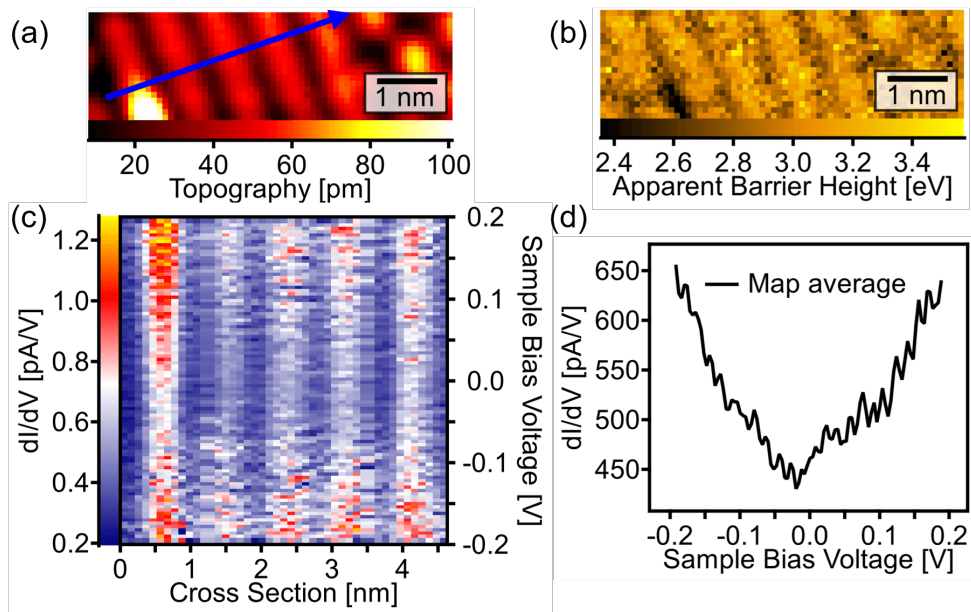 (a)
1 nm
20 40 60 80 100
Topography [pm]
(b)
1 nm
2.4 2.6 2.8 3.0 3.2 3.4
Apparent Barrier Height [eV]
(c)
dI/dV [pA/V]
1.2
1.0
0.8
0.6
0.4
0.2
0.2
0.1
0.0
-0.1
-0.2
Sample Bias Voltage [V]
0 1 2 3 4
Cross Section [nm]
(d)
dI/dV [pA/V]
650
600
550
500
450
Map average
-0.2 -0.1 0.0 0.1 0.2
Sample Bias Voltage [V]